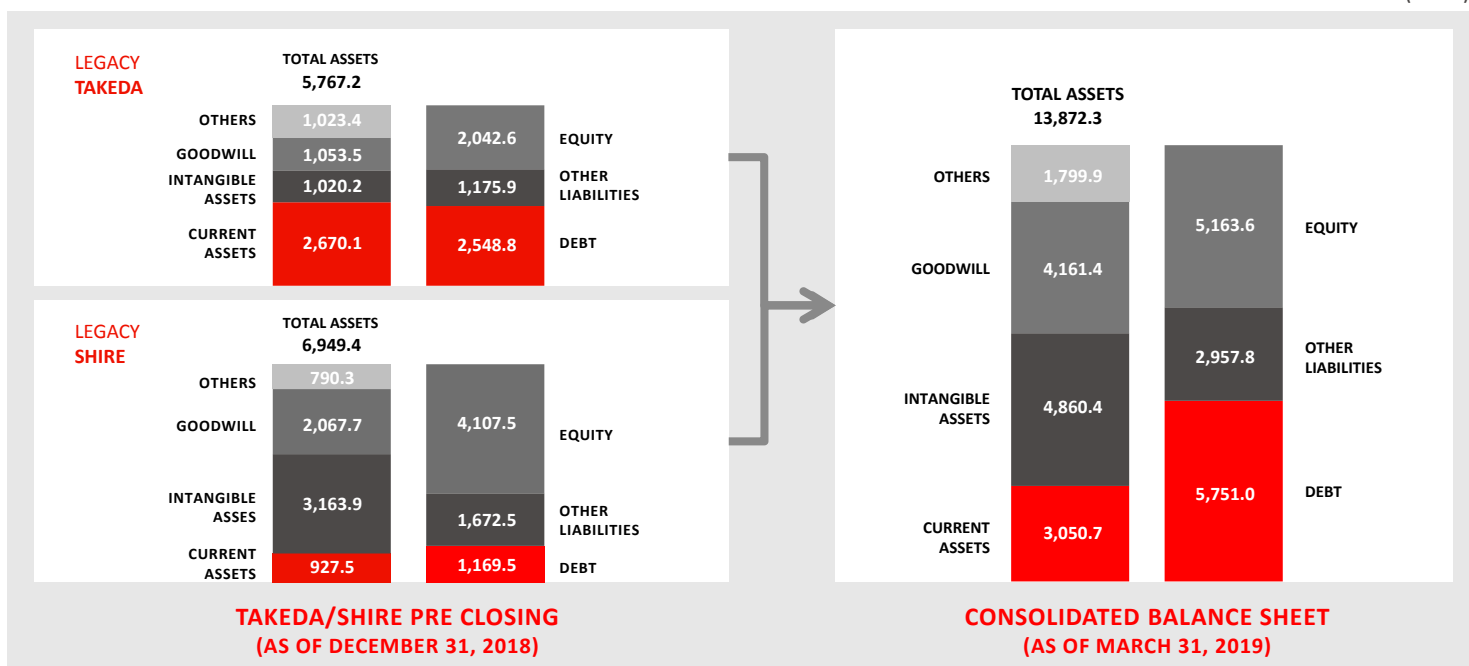 LEGACY
TAKEDA
TOTAL ASSETS
5,767.2
OTHERS
1,023.4
GOODWILL
1,053.5
INTANGIBLE
ASSETS
1,020.2
CURRENT
ASSETS
2,670.1
2,042.6
EQUITY
1,175.9
OTHER
LIABILITIES
2,548.8
DEBT
LEGACY
SHIRE
TOTAL ASSETS
6,949.4
OTHERS
790.3
GOODWILL
2,067.7
INTANGIBLE
ASSES
3,163.9
CURRENT
ASSETS
927.5
4,107.5
EQUITY
1,672.5
OTHER
LIABILITIES
1,169.5
DEBT
TAKEDA/SHIRE PRE CLOSING
(AS OF DECEMBER 31, 2018)
TOTAL ASSETS
13,872.3
OTHERS
1,799.9
GOODWILL
4,161.4
INTANGIBLE
ASSETS
4,860.4
CURRENT
ASSETS
3,050.7
5,163.6
EQUITY
2,957.8
OTHER
LIABILITIES
5,751.0
DEBT
CONSOLIDATED BALANCE SHEET
(AS OF MARCH 31, 2019)